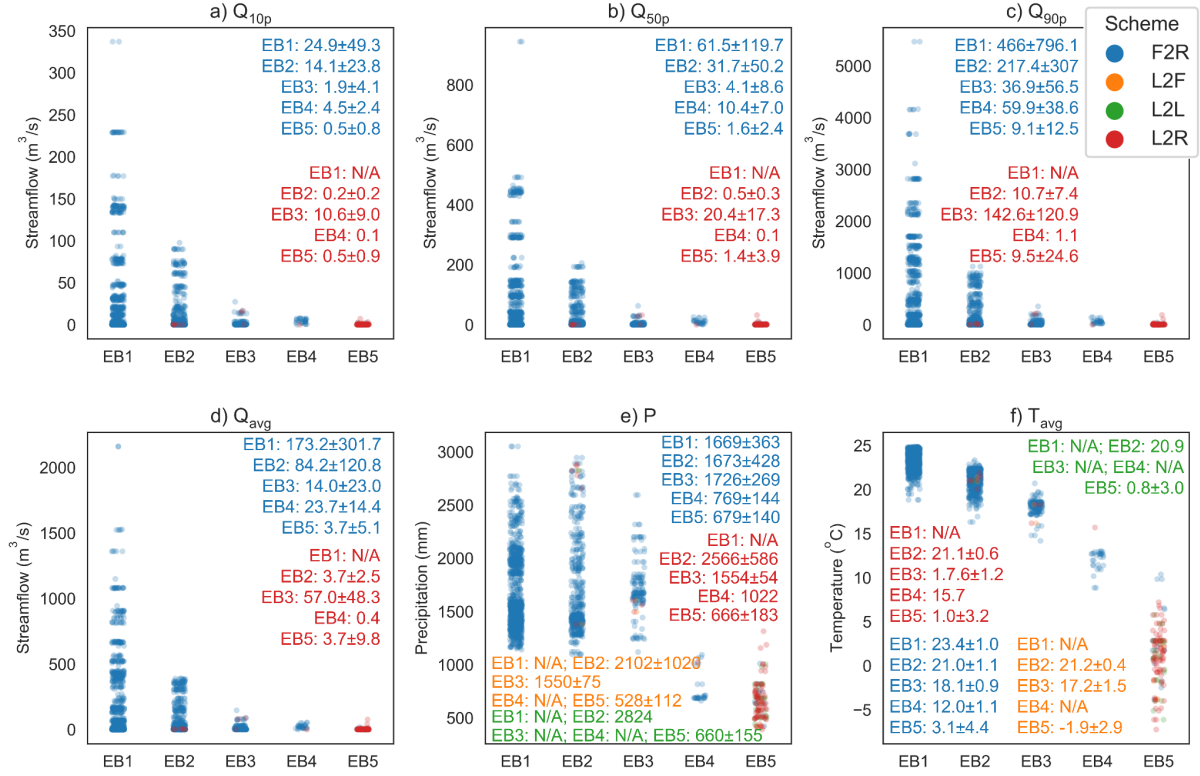 a) Q10p
b) Q50p
c) Q90p
Scheme
F2R
L2F
L2L
L2R
Streamflow (m3/s)
350
300
250
200
150
100
50
0
EB1: 24.9±49.3
EB2: 14.1±23.8
EB3: 1.9±4.1
EB4: 4.5±2.4
EB5: 0.5±0.8
EB1: N/A
EB2: 0.2±0.2
EB3: 10.6±9.0
EB4: 0.1
EB5: 0.5±0.9
EB1 EB2 EB3 EB4 EB5
Streamflow (m3/s)
800
600
400
200
0
EB1: 61.5±119.7
EB2: 31.7±50.2
EB3: 4.1±8.6
EB4: 10.4±7.0
EB5: 1.6±2.4
EB1: N/A
EB2: 0.5±0.3
EB3: 20.4±17.3
EB4: 0.1
EB5: 1.4±3.9
EB1 EB2 EB3 EB4 EB5
Streamflow (m3/s)
5000
4000
3000
2000
1000
0
EB1: 466±796.1
EB2: 217.4±307
EB3: 36.9±56.5
EB4: 59.9±38.6
EB5: 9.1±12.5
EB1: N/A
EB2: 10.7±7.4
EB3: 142.6±120.9
EB4: 1.1
EB5: 9.5±24.6
EB1 EB2 EB3 EB4 EB5
d) Qavg
Streamflow (m3/s)
2000
1500
1000
500
0
EB1: 173.2±301.7
EB2: 84.2±120.8
EB3: 14.0±23.0
EB4: 23.7±14.4
EB5: 3.7±5.1
EB1: N/A
EB2: 3.7±2.5
EB3: 57.0±48.3
EB4: 0.4
EB5: 3.7±9.8
EB1 EB2 EB3 EB4 EB5
e) P
Precipitation (mm)
3000
2500
2000
1500
1000
500
EB1: 1669±363
EB2: 1673±428
EB3: 1726±269
EB4: 769±144
EB5: 679±140
EB1: N/A
EB2: 2566±586
EB3: 1554±54
EB4: 1022
EB5: 666±183
EB1: N/A; EB2: 2102±1020
EB3: 1550±75
EB4: N/A; EB5: 528±112
EB1: N/A; EB2: 2824
EB3: N/A; EB4: N/A; EB5: 660±155
EB1 EB2 EB3 EB4 EB5
f) Tavg
Temperature (°C)
25
20
15
10
5
0
−5
EB1: N/A; EB2: 20.9
EB3: N/A; EB4: N/A
EB5: 0.8±3.0
EB1: N/A
EB2: 21.1±0.6
EB3: 1.7.6±1.2
EB4: 15.7
EB5: 1.0±3.2
EB1: 23.4±1.0
EB2: 21.0±1.1
EB3: 18.1±0.9
EB4: 12.0±1.1
EB5: 3.1±4.4
EB1: N/A
EB2: 21.2±0.4
EB3: 17.2±1.5
EB4: N/A
EB5: -1.9±2.9
EB1 EB2 EB3 EB4 EB5